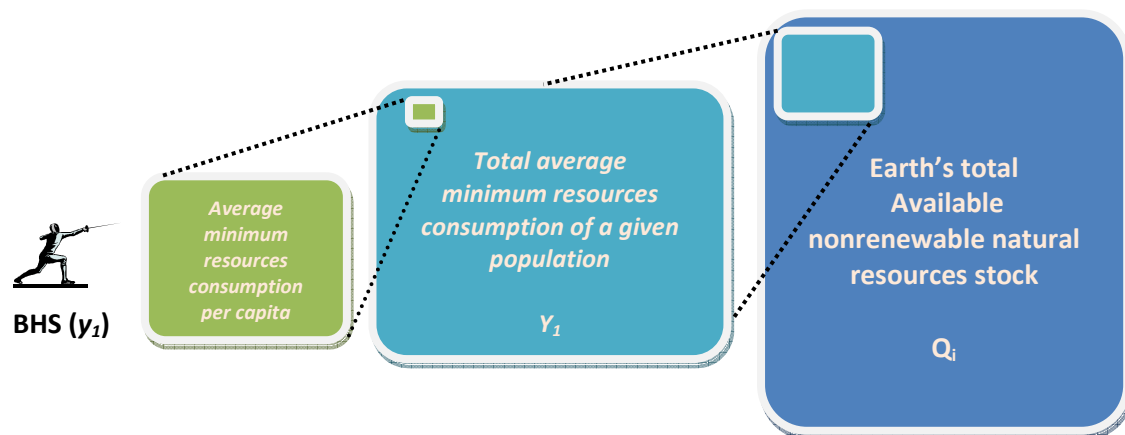 BHS (y₁)
Average
minimum
resources
consumption
per capita
Total average
minimum resources
consumption of a given
population
Y₁
Earth’s total
Available
nonrenewable natural
resources stock
Qᵢ